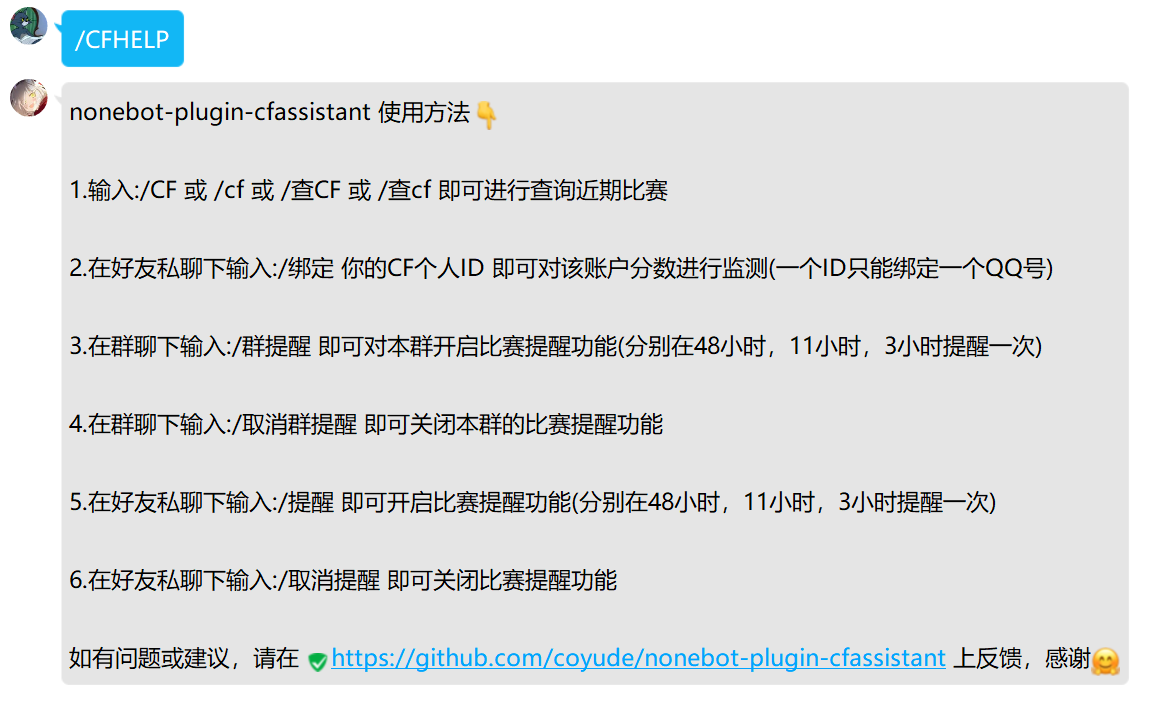 /CFHELP
nonebot-plugin-cfassistant 使用方法👇
1.输入:/CF 或 /cf 或 /查CF 或 /查cf 即可进行查询近期比赛
2.在好友私聊下输入:/绑定 你的CF个人ID 即可对该账户分数进行监测(一个ID只能绑定一个QQ号)
3.在群聊下输入:/群提醒 即可对本群开启比赛提醒功能(分别在48小时，11小时，3小时提醒一次)
4.在群聊下输入:/取消群提醒 即可关闭本群的比赛提醒功能
5.在好友私聊下输入:/提醒 即可开启比赛提醒功能(分别在48小时，11小时，3小时提醒一次)
6.在好友私聊下输入:/取消提醒 即可关闭比赛提醒功能
如有问题或建议，请在 https://github.com/coyude/nonebot-plugin-cfassistant 上反馈，感谢🤗